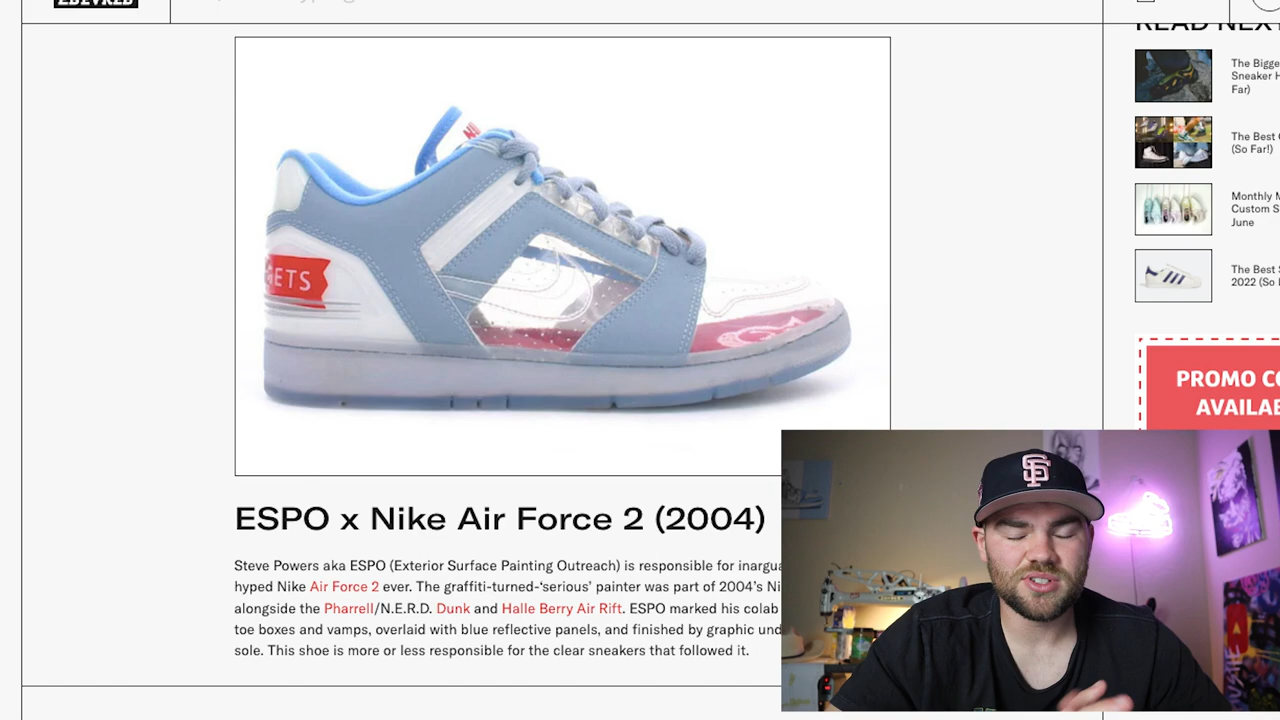 READ NEXT
The Bigge
Sneaker H
Far)
The Best
(So Far!)
Monthly M
Custom S
June
The Best S
2022 (So
PROMO CO
AVAILAB
GETS
ESPO x Nike Air Force 2 (2004)
Steve Powers aka ESPO (Exterior Surface Painting Outreach) is responsible for inargua
hyped Nike Air Force 2 ever. The graffiti-turned-‘serious’ painter was part of 2004’s Ni
alongside the Pharrell/N.E.R.D. Dunk and Halle Berry Air Rift. ESPO marked his colab
toe boxes and vamps, overlaid with blue reflective panels, and finished by graphic und
sole. This shoe is more or less responsible for the clear sneakers that followed it.
SF